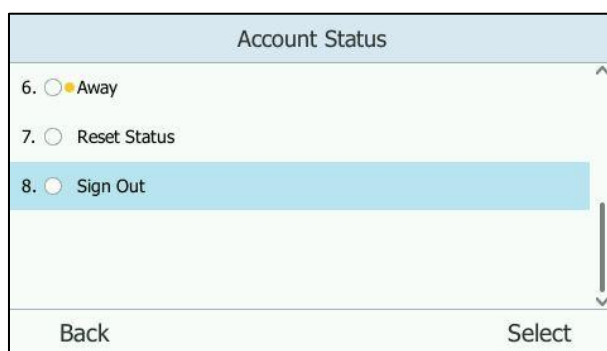 Account Status
6. Away
7. Reset Status
8. Sign Out
Back Select